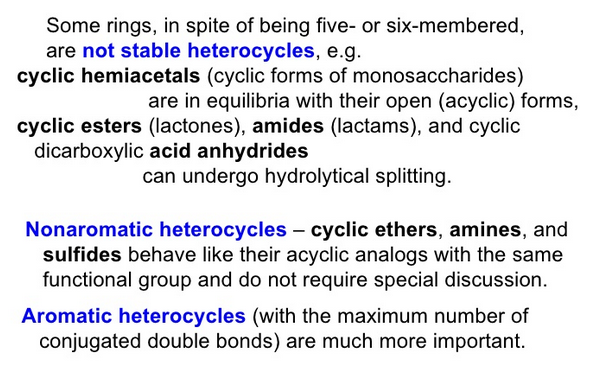 Some rings, in spite of being five- or six-membered,
are not stable heterocycles, e.g.
cyclic hemiacetals (cyclic forms of monosaccharides)
are in equilibria with their open (acyclic) forms,
cyclic esters (lactones), amides (lactams), and cyclic
dicarboxylic acid anhydrides
can undergo hydrolytical splitting.
Nonaromatic heterocycles – cyclic ethers, amines, and
sulfides behave like their acyclic analogs with the same
functional group and do not require special discussion.
Aromatic heterocycles (with the maximum number of
conjugated double bonds) are much more important.